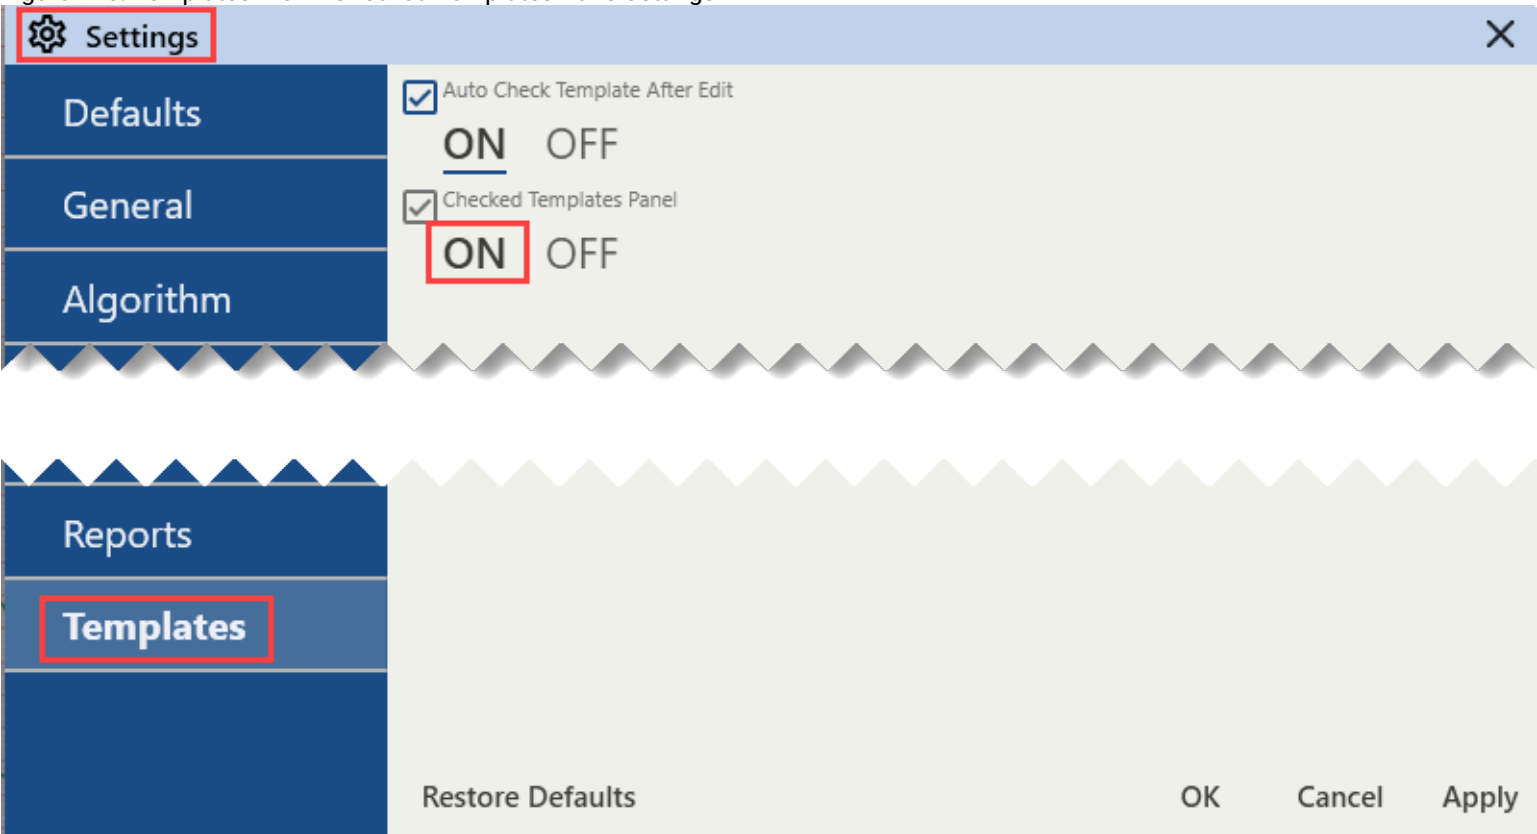 Settings
Defaults
Auto Check Template After Edit
ON OFF
General
Checked Templates Panel
ON OFF
Algorithm
Reports
Templates
Restore Defaults OK Cancel Apply